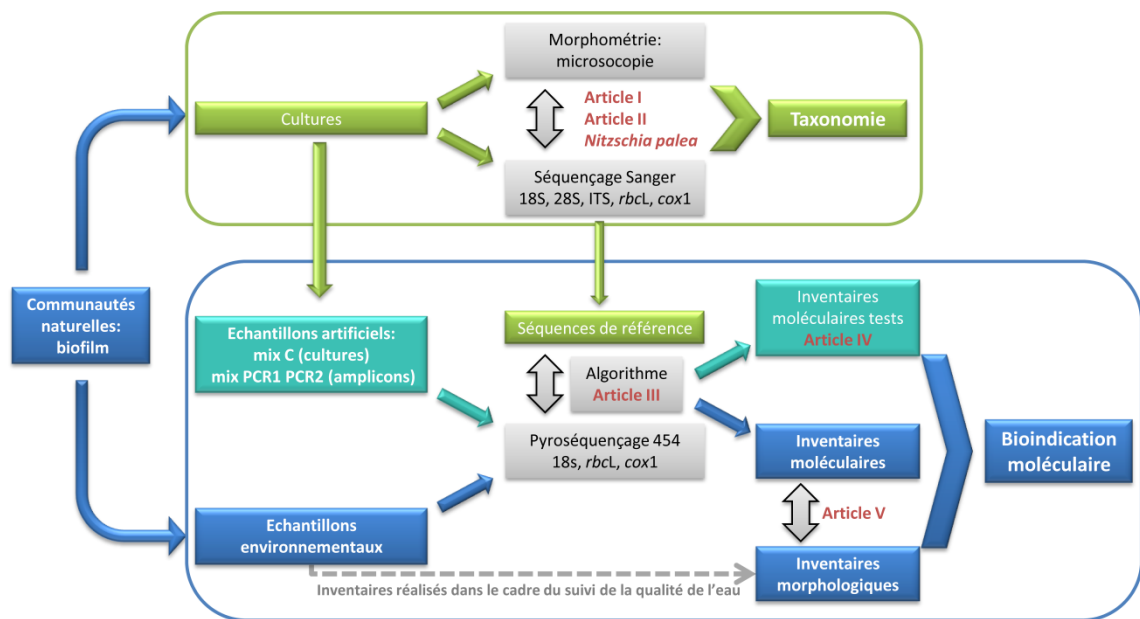 Morphométrie:
microsocopie
Cultures
Article I
Article II
Nitzschia palea
Taxonomie
Séquençage Sanger
18S, 28S, ITS, rbcL, cox1
Communautés
naturelles:
biofilm
Echantillons artificiels:
mix C (cultures)
mix PCR1 PCR2 (amplicons)
Séquences de référence
Algorithme
Article III
Pyroséquençage 454
18s, rbcL, cox1
Inventaires
moléculaires tests
Article IV
Inventaires
moléculaires
Article V
Inventaires
morphologiques
Bioindication
moléculaire
Echantillons
environnementaux
Inventaires réalisés dans le cadre du suivi de la qualité de l'eau